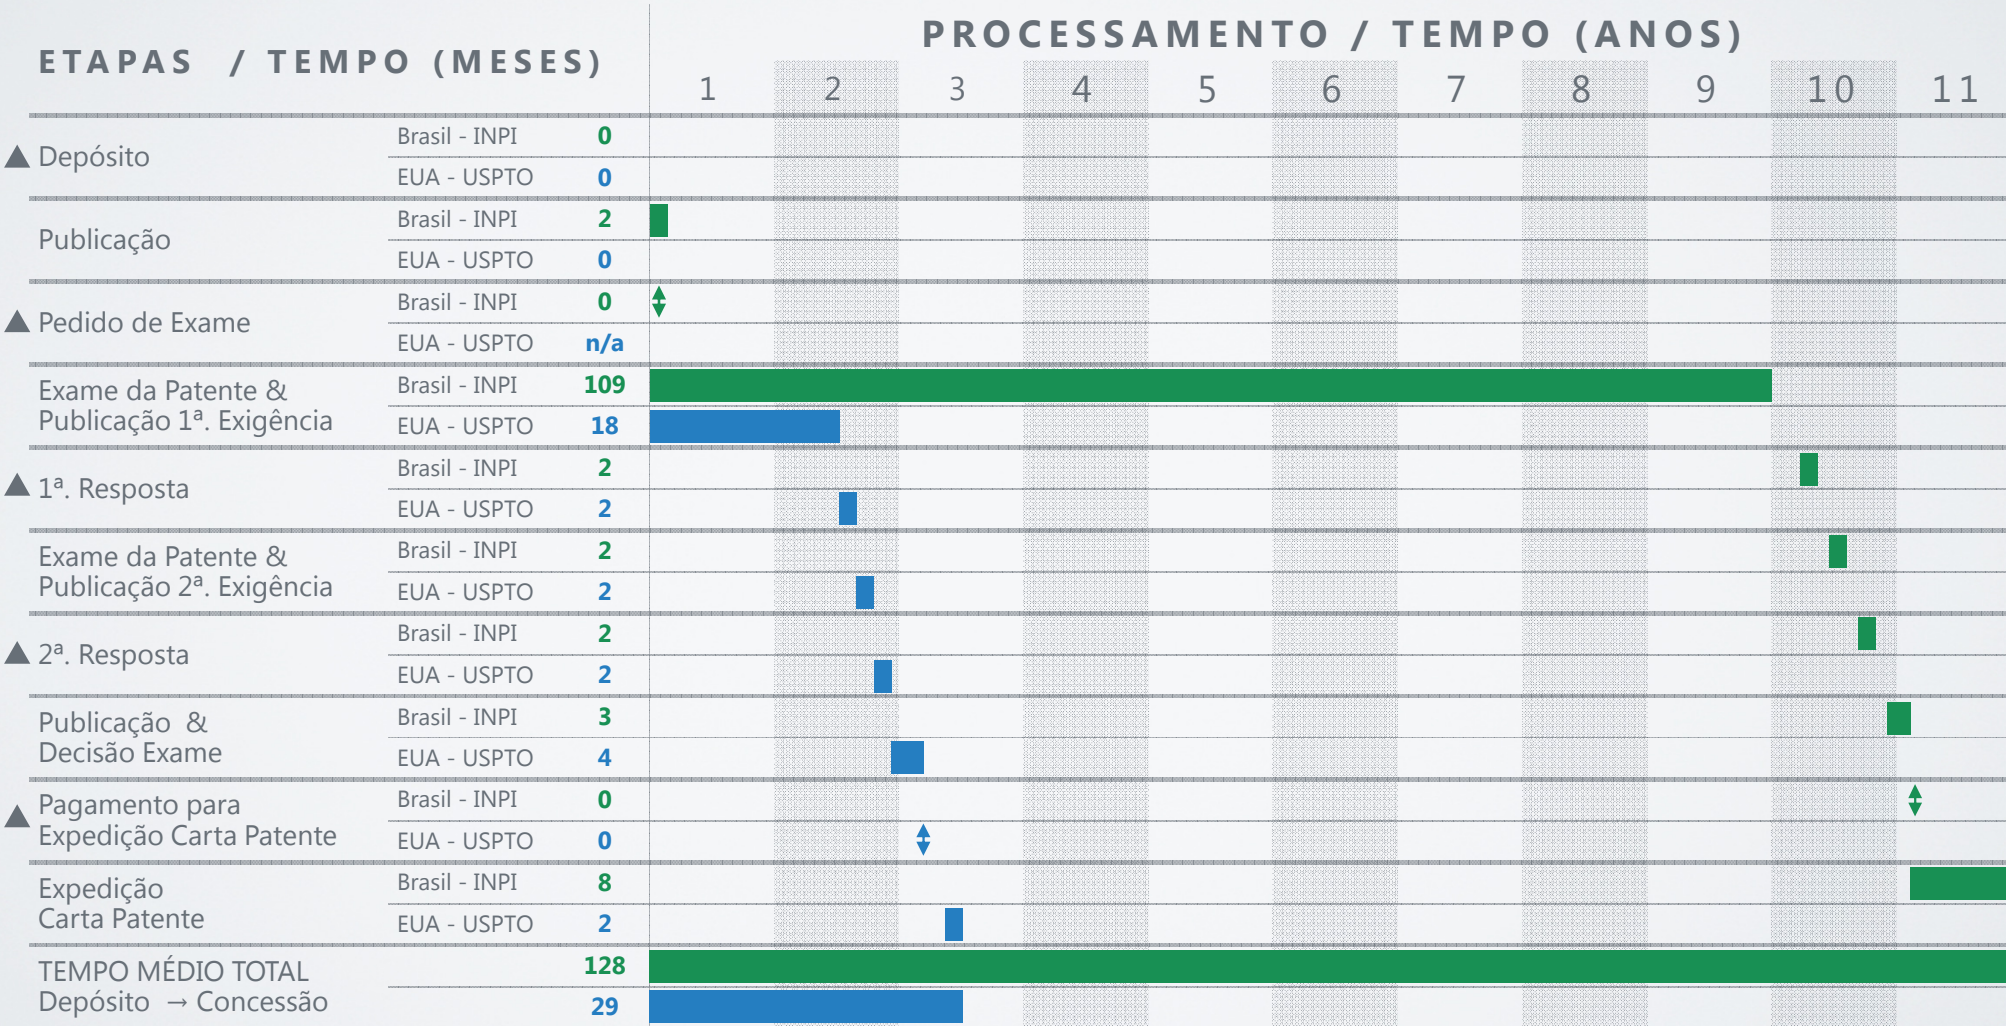 ETAPAS / TEMPO (MESES)
PROCESSAMENTO / TEMPO (ANOS)
1 2 3 4 5 6 7 8 9 10 11
Depósito
Brasil - INPI 0
EUA - USPTO 0
Publicação
Brasil - INPI 2
EUA - USPTO 0
Pedido de Exame
Brasil - INPI 0
EUA - USPTO n/a
Exame da Patente &
Publicação 1ª. Exigência
Brasil - INPI 109
EUA - USPTO 18
1ª. Resposta
Brasil - INPI 2
EUA - USPTO 2
Exame da Patente &
Publicação 2ª. Exigência
Brasil - INPI 2
EUA - USPTO 2
2ª. Resposta
Brasil - INPI 2
EUA - USPTO 2
Publicação &
Decisão Exame
Brasil - INPI 3
EUA - USPTO 4
Pagamento para
Expedição Carta Patente
Brasil - INPI 0
EUA - USPTO 0
Expedição
Carta Patente
Brasil - INPI 8
EUA - USPTO 2
TEMPO MÉDIO TOTAL
Depósito → Concessão
128
29